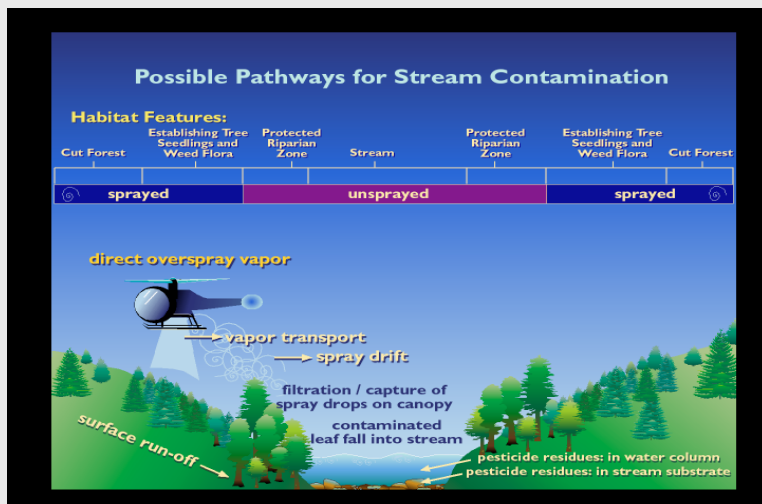 Possible Pathways for Stream Contamination
Habitat Features:
Cut Forest
Establishing Tree
Seedlings and
Weed Flora
Protected
Riparian
Zone
Stream
Protected
Riparian
Zone
Establishing Tree
Seedlings and
Weed Flora
Cut Forest
sprayed
unsprayed
sprayed
direct overspray vapor
vapor transport
spray drift
filtration / capture of
spray drops on canopy
contaminated
leaf fall into stream
surface run-off
pesticide residues: in water column
pesticide residues: in stream substrate